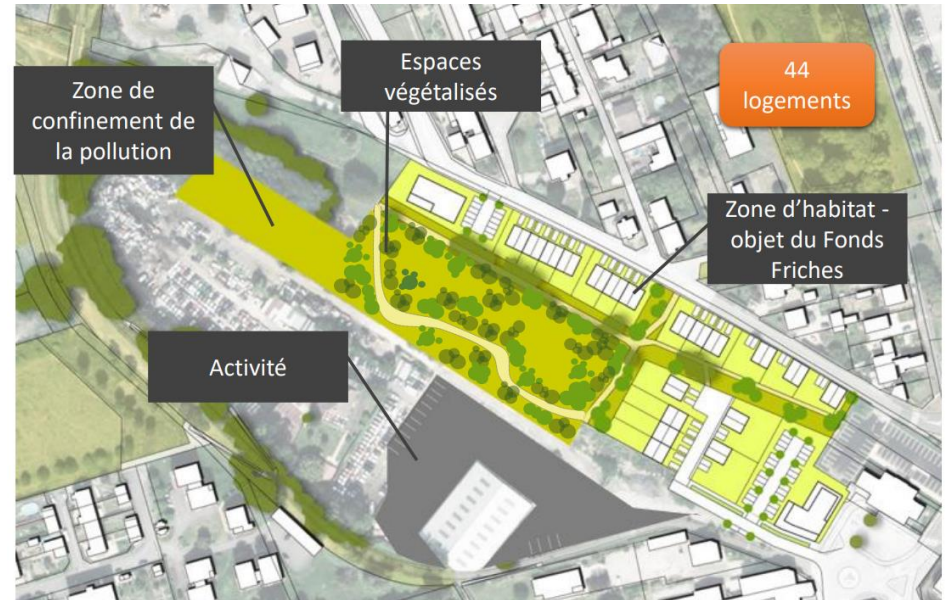 Zone de
confinement de
la pollution
Espaces
végétalisés
44
logements
Zone d’habitat -
objet du Fonds
Friches
Activité